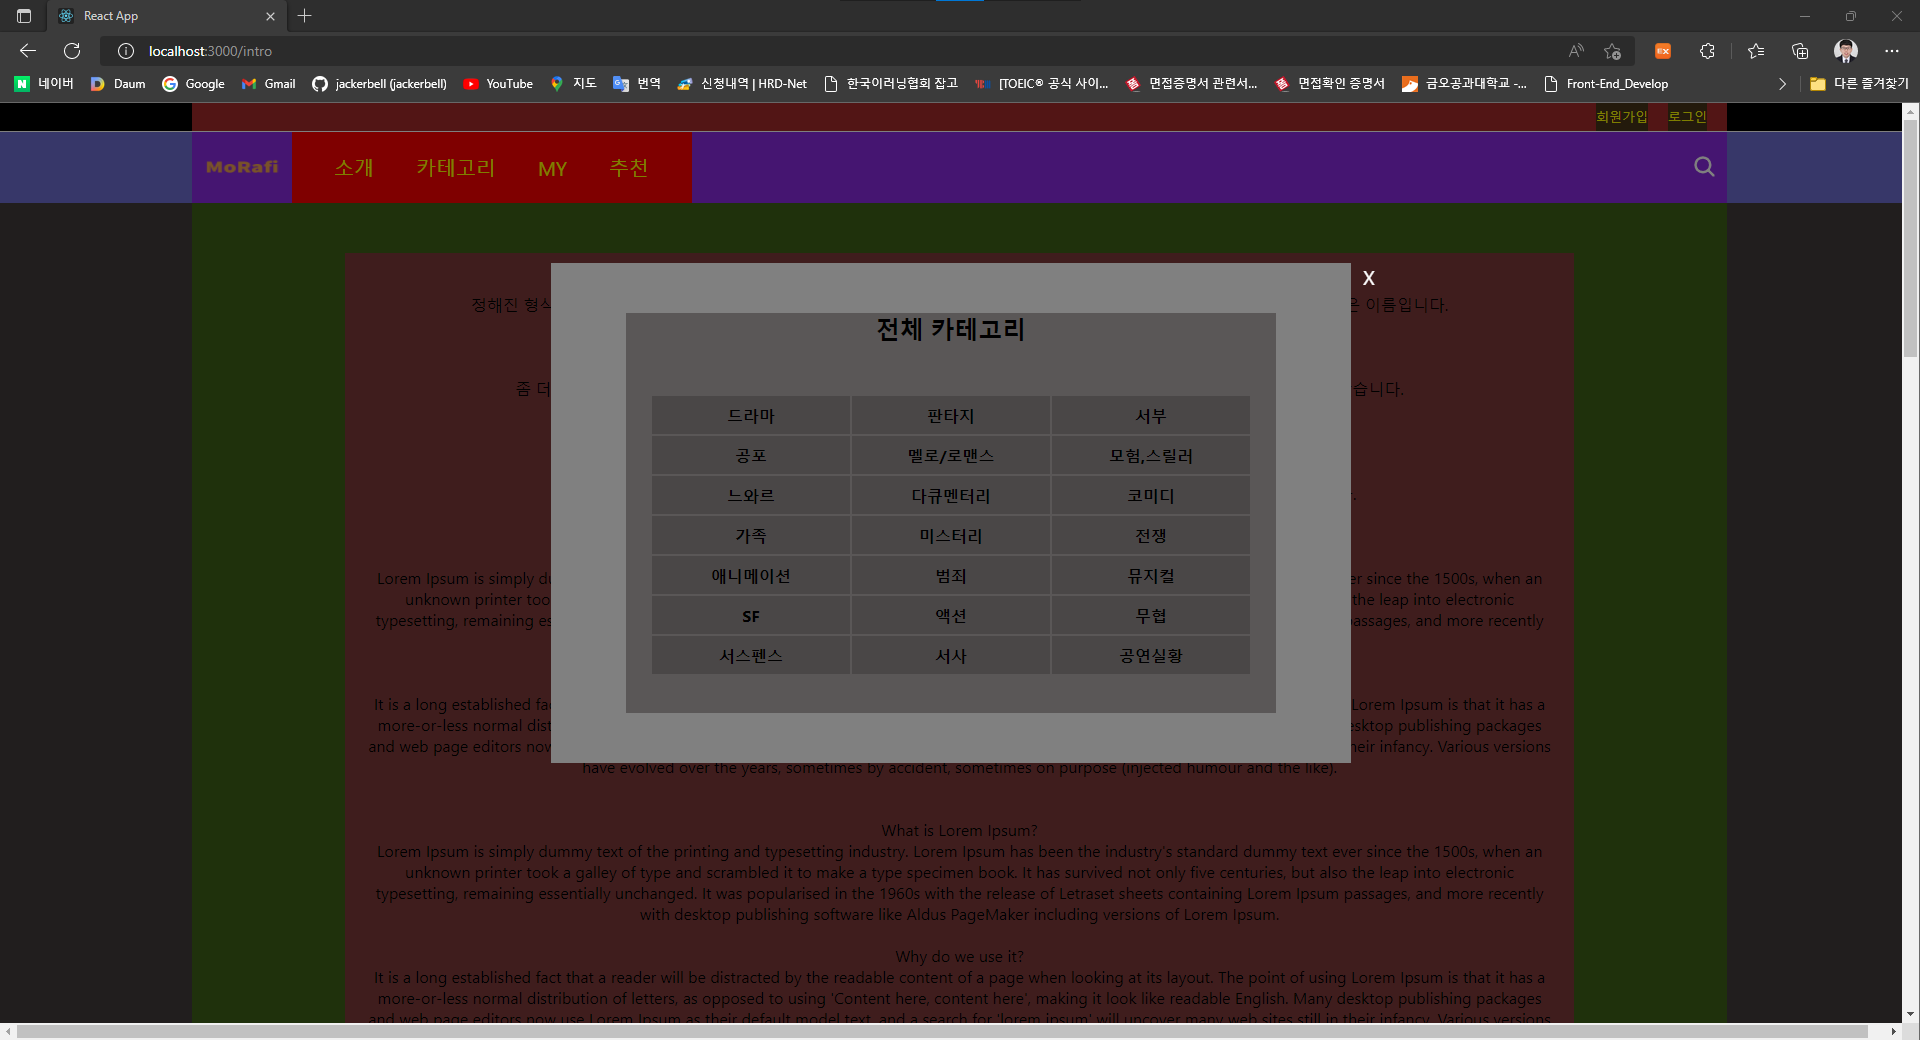 React App
localhost:3000/intro
네이버 Daum Google Gmail jackerbell (jackerbell) YouTube 지도 번역 신청내역 | HRD-Net 한국이러닝협회 잡고 [TOEIC® 공식 사이... 면접증명서 관련서... 면접확인 증명서 금오공과대학교 -... Front-End_Develop 다른 즐겨찾기
회원가입 로그인
MoRafi 소개 카테고리 MY 추천
X
정해진 형식 이름입니다.
전체 카테고리
좀 더 습니다.
드라마 판타지 서부
공포 멜로/로맨스 모험,스릴러
느와르 다큐멘터리 코미디
가족 미스터리 전쟁
애니메이션 범죄 뮤지컬
SF 액션 무협
서스펜스 서사 공연실황
Lorem Ipsum is simply du er since the 1500s, when an
unknown printer too the leap into electronic
typesetting, remaining es assages, and more recently
It is a long established fac Lorem Ipsum is that it has a
more-or-less normal dist esktop publishing packages
and web page editors now heir infancy. Various versions
have evolved over the years, sometimes by accident, sometimes on purpose (injected humour and the like).
What is Lorem Ipsum?
Lorem Ipsum is simply dummy text of the printing and typesetting industry. Lorem Ipsum has been the industry's standard dummy text ever since the 1500s, when an
unknown printer took a galley of type and scrambled it to make a type specimen book. It has survived not only five centuries, but also the leap into electronic
typesetting, remaining essentially unchanged. It was popularised in the 1960s with the release of Letraset sheets containing Lorem Ipsum passages, and more recently
with desktop publishing software like Aldus PageMaker including versions of Lorem Ipsum.
Why do we use it?
It is a long established fact that a reader will be distracted by the readable content of a page when looking at its layout. The point of using Lorem Ipsum is that it has a
more-or-less normal distribution of letters, as opposed to using 'Content here, content here', making it look like readable English. Many desktop publishing packages
and web page editors now use Lorem Ipsum as their default model text, and a search for 'lorem ipsum' will uncover many web sites still in their infancy. Various versions